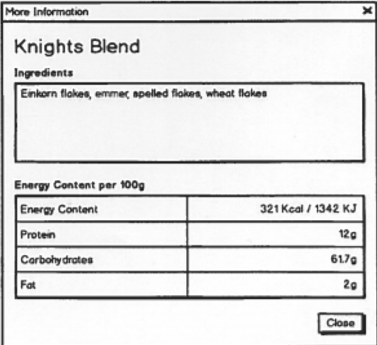 More Information
Knights Blend
Ingredients
Einkorn flakes, emmer, spelled flakes, wheat flakes
Energy Content per 100g
Energy Content 321 Kcal / 1342 KJ
Protein 12g
Carbohydrates 61.7g
Fat 2g
Close